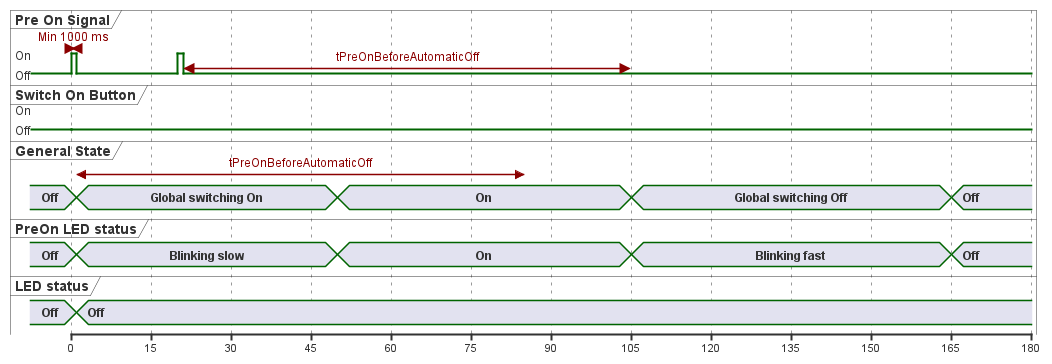 Pre On Signal
Min 1000 ms
On
tPreOnBeforeAutomaticOff
Off
Switch On Button
On
Off
General State
tPreOnBeforeAutomaticOff
Off Global switching On On Global switching Off Off
PreOn LED status
Off Blinking slow On Blinking fast Off
LED status
Off Off
0 15 30 45 60 75 90 105 120 135 150 165 180